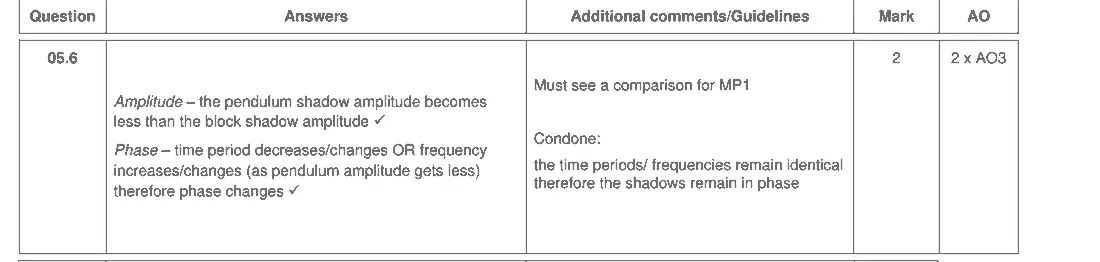 Question Answers Additional comments/Guidelines Mark AO
05.6 2 2 x AO3
Must see a comparison for MP1
Amplitude – the pendulum shadow amplitude becomes
less than the block shadow amplitude ✓
Condone:
Phase – time period decreases/changes OR frequency
increases/changes (as pendulum amplitude gets less)
therefore phase changes ✓
the time periods/ frequencies remain identical
therefore the shadows remain in phase